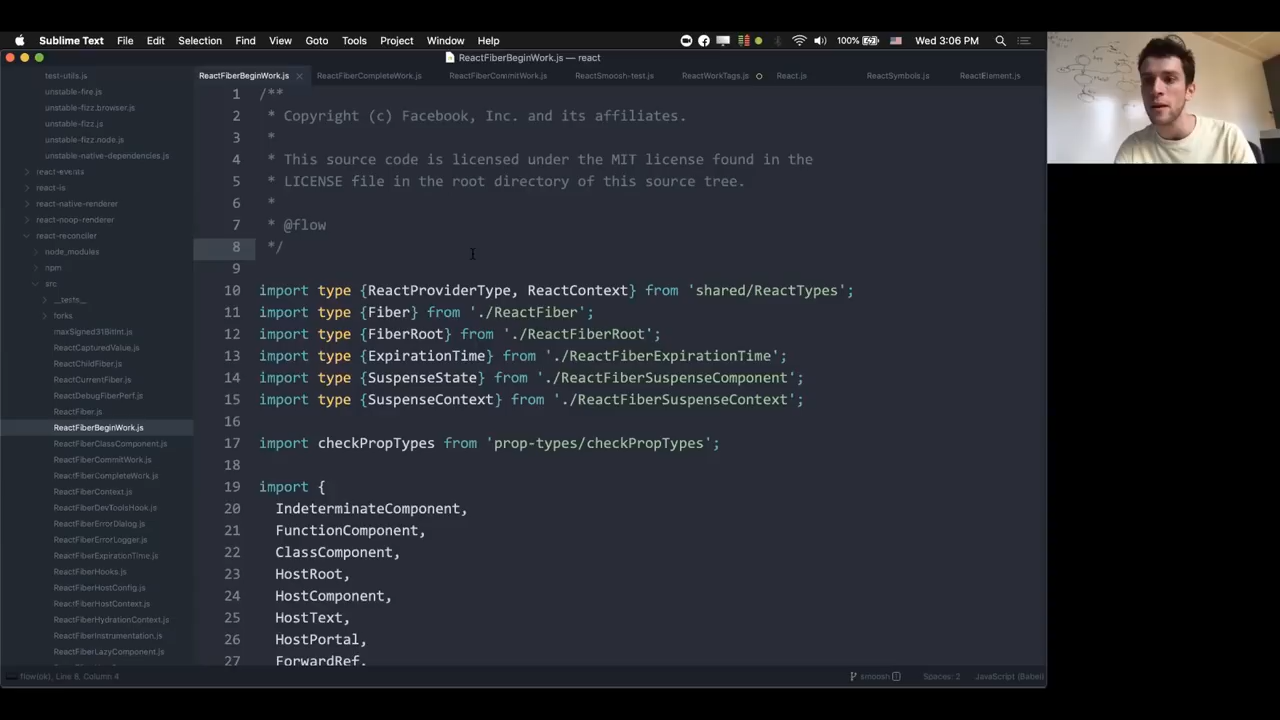 Sublime Text File Edit Selection Find View Goto Tools Project Window Help 100% Wed 3:06 PM
ReactFiberBeginWork.js — react
ReactFiberBeginWork.js × ReactFiberCompleteWork.js ReactFiberCommitWork.js ReactSmoosh-test.js ReactWorkTags.js React.js ReactSymbols.js ReactElement.js
test-utils.js
unstable-fire.js
unstable-fizz.browser.js
unstable-fizz.js
unstable-fizz.node.js
unstable-native-dependencies.js
react-events
react-is
react-native-renderer
react-noop-renderer
react-reconciler
node_modules
npm
src
__tests__
forks
maxSigned31BitInt.js
ReactCapturedValue.js
ReactChildFiber.js
ReactCurrentFiber.js
ReactDebugFiberPerf.js
ReactFiber.js
ReactFiberBeginWork.js
ReactFiberClassComponent.js
ReactFiberCommitWork.js
ReactFiberCompleteWork.js
ReactFiberContext.js
ReactFiberDevToolsHook.js
ReactFiberErrorDialog.js
ReactFiberErrorLogger.js
ReactFiberExpirationTime.js
ReactFiberHooks.js
ReactFiberHostConfig.js
ReactFiberHostContext.js
ReactFiberHydrationContext.js
ReactFiberInstrumentation.js
ReactFiberLazyComponent.js
1 /**
2 * Copyright (c) Facebook, Inc. and its affiliates.
3 *
4 * This source code is licensed under the MIT license found in the
5 * LICENSE file in the root directory of this source tree.
6 *
7 * @flow
8 */
9
10 import type {ReactProviderType, ReactContext} from 'shared/ReactTypes';
11 import type {Fiber} from './ReactFiber';
12 import type {FiberRoot} from './ReactFiberRoot';
13 import type {ExpirationTime} from './ReactFiberExpirationTime';
14 import type {SuspenseState} from './ReactFiberSuspenseComponent';
15 import type {SuspenseContext} from './ReactFiberSuspenseContext';
16
17 import checkPropTypes from 'prop-types/checkPropTypes';
18
19 import {
20 IndeterminateComponent,
21 FunctionComponent,
22 ClassComponent,
23 HostRoot,
24 HostComponent,
25 HostText,
26 HostPortal,
27 ForwardRef,
flow(ok), Line 8, Column 4 smoosh Spaces: 2 JavaScript (Babel)